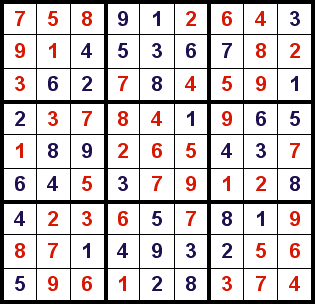 7 5 8 9 1 2 6 4 3
9 1 4 5 3 6 7 8 2
3 6 2 7 8 4 5 9 1
2 3 7 8 4 1 9 6 5
1 8 9 2 6 5 4 3 7
6 4 5 3 7 9 1 2 8
4 2 3 6 5 7 8 1 9
8 7 1 4 9 3 2 5 6
5 9 6 1 2 8 3 7 4